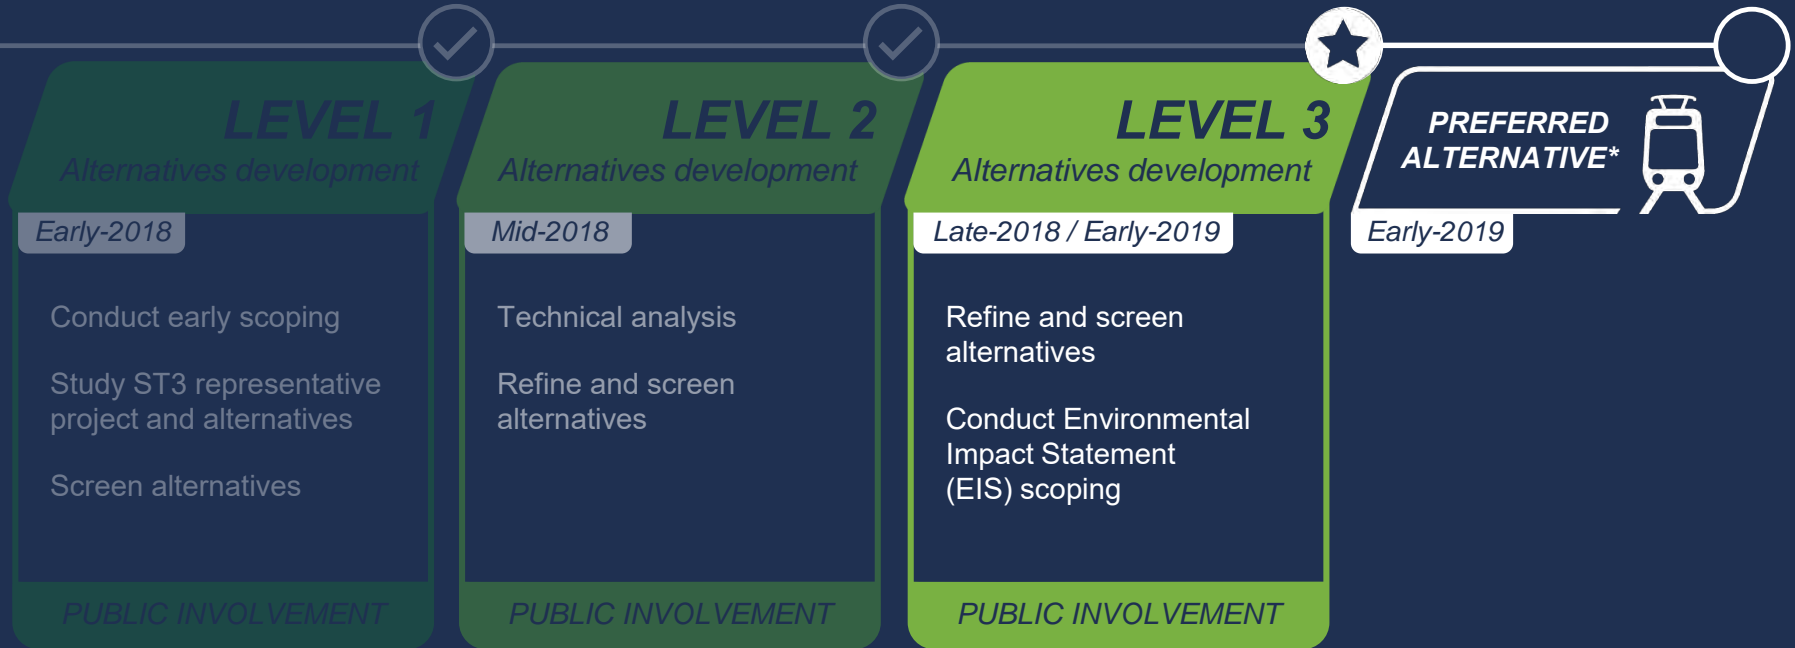 LEVEL 1
Alternatives development
Early-2018
Conduct early scoping
Study ST3 representative
project and alternatives
Screen alternatives
PUBLIC INVOLVEMENT
LEVEL 2
Alternatives development
Mid-2018
Technical analysis
Refine and screen
alternatives
PUBLIC INVOLVEMENT
LEVEL 3
Alternatives development
Late-2018 / Early-2019
Refine and screen
alternatives
Conduct Environmental
Impact Statement
(EIS) scoping
PUBLIC INVOLVEMENT
PREFERRED
ALTERNATIVE*
Early-2019